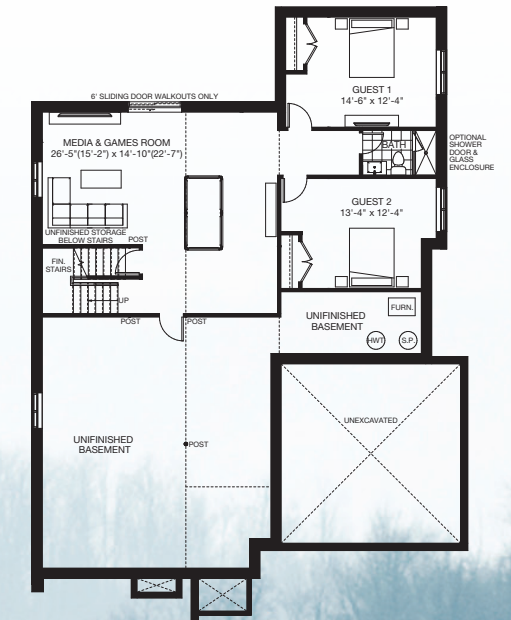 6' SLIDING DOOR WALKOUTS ONLY
GUEST 1
14'-6" x 12'-4"
MEDIA & GAMES ROOM
26'-5"(15'-2") x 14'-10"(22'-7")
BATH
OPTIONAL
SHOWER
DOOR &
GLASS
ENCLOSURE
GUEST 2
13'-4" x 12'-4"
UNFINISHED STORAGE
BELOW STAIRS
POST
FIN.
STAIRS
UP
POST
POST
UNIFINISHED
BASEMENT
FURN.
HWT
S.P.
UNEXCAVATED
UNIFINISHED
BASEMENT
POST